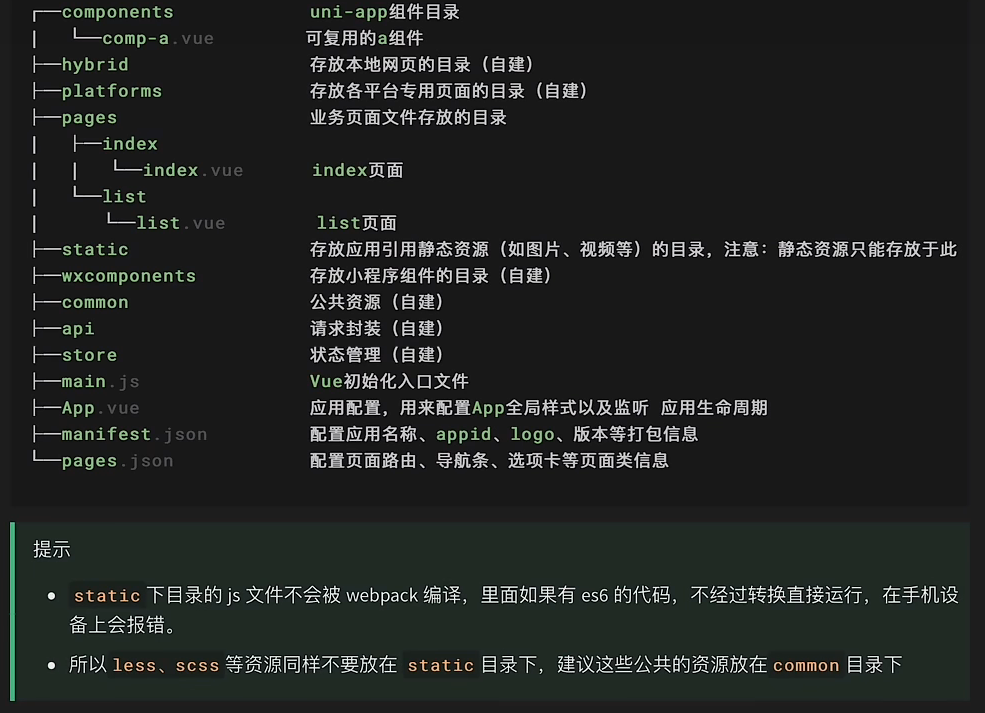 ┌──components uni-app组件目录
│  └──comp-a.vue 可复用的a组件
├──hybrid 存放本地网页的目录（自建）
├──platforms 存放各平台专用页面的目录（自建）
├──pages 业务页面文件存放的目录
│  ├──index
│  │  └──index.vue index页面
│  └──list
│     └──list.vue list页面
├──static 存放应用引用静态资源（如图片、视频等）的目录，注意：静态资源只能存放于此
├──wxcomponents 存放小程序组件的目录（自建）
├──common 公共资源（自建）
├──api 请求封装（自建）
├──store 状态管理（自建）
├──main.js Vue初始化入口文件
├──App.vue 应用配置，用来配置App全局样式以及监听 应用生命周期
├──manifest.json 配置应用名称、appid、logo、版本等打包信息
└──pages.json 配置页面路由、导航条、选项卡等页面类信息
提示
• static下目录的 js 文件不会被 webpack 编译，里面如果有 es6 的代码，不经过转换直接运行，在手机设
备上会报错。
• 所以 less、scss 等资源同样不要放在 static 目录下，建议这些公共的资源放在 common 目录下